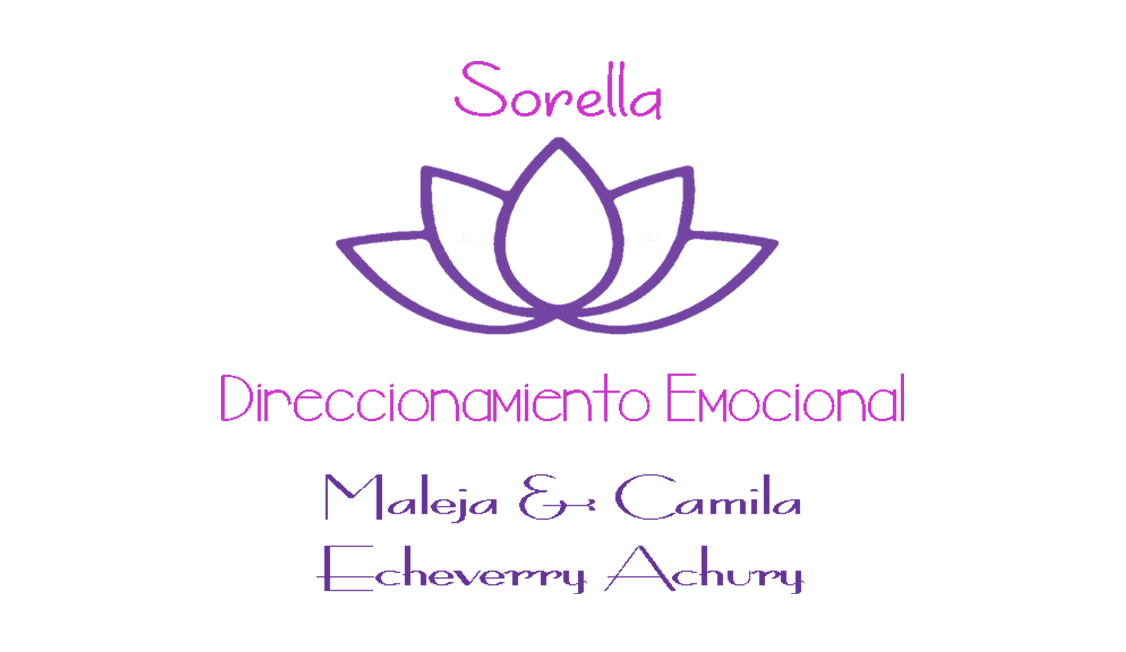 Sorella
Direccionamiento Emocional
Maleja & Camila
Echeverry Achury